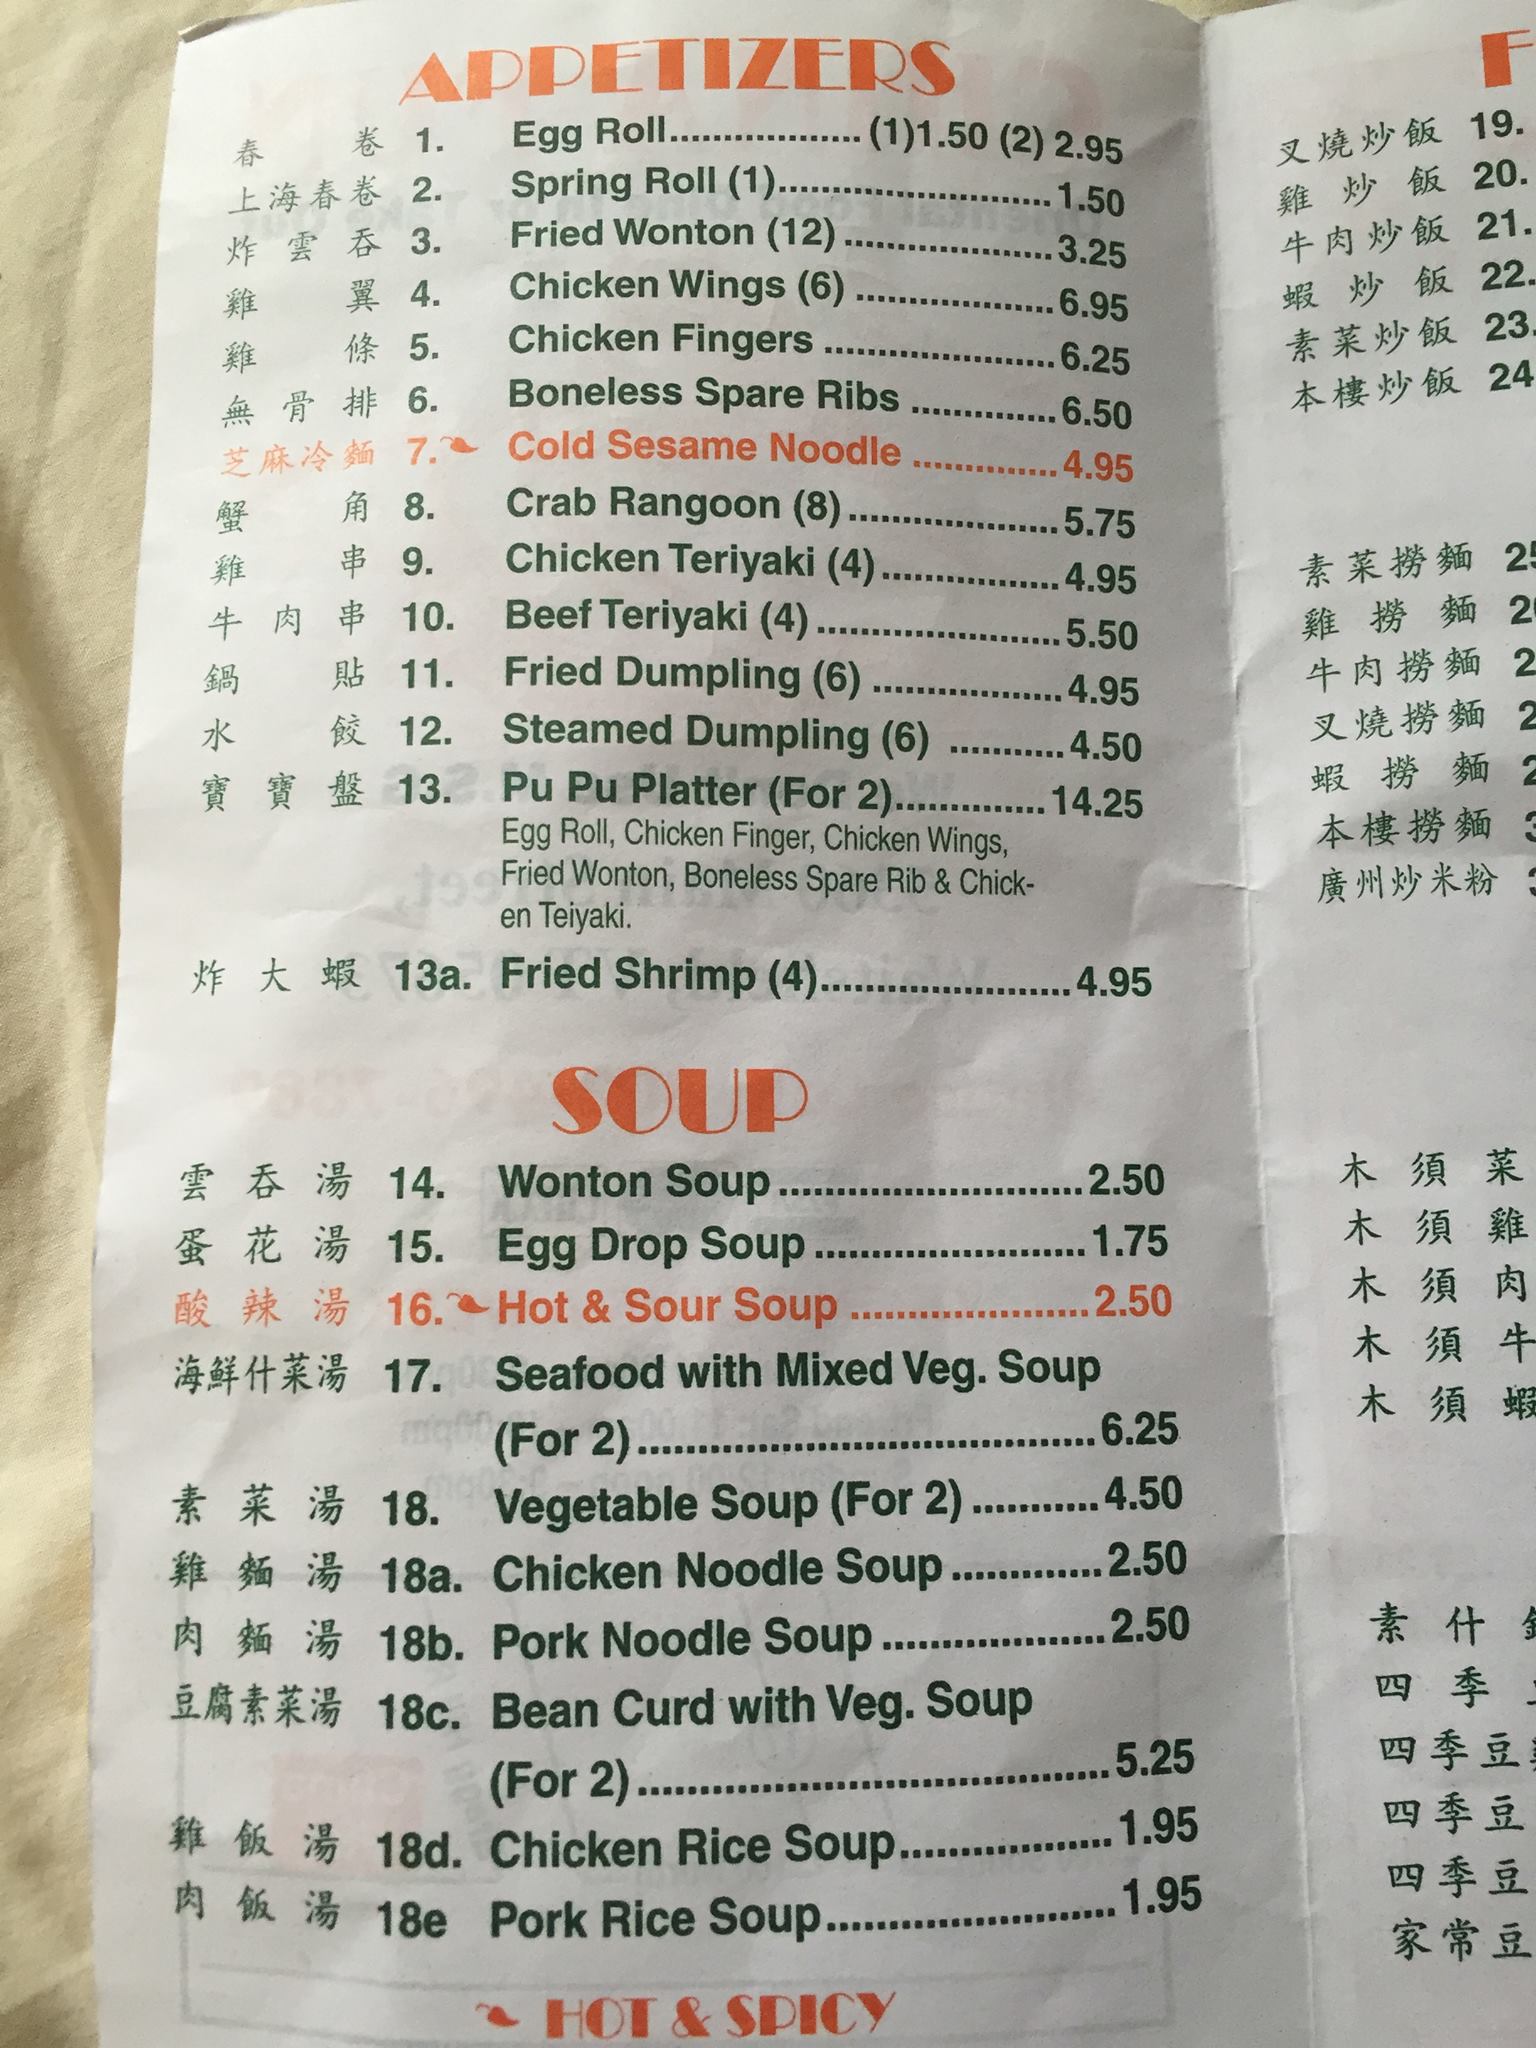 APPETIZERS
春卷 1. Egg Roll.................. (1)1.50 (2) 2.95
上海春卷 2. Spring Roll (1)..........................1.50
炸雲吞 3. Fried Wonton (12) ....................3.25
雞翼 4. Chicken Wings (6) ...................6.95
雞條 5. Chicken Fingers ......................6.25
無骨排 6. Boneless Spare Ribs ..............6.50
芝麻冷麵 7. Cold Sesame Noodle ..............4.95
蟹角 8. Crab Rangoon (8)....................5.75
雞串 9. Chicken Teriyaki (4).................4.95
牛肉串 10. Beef Teriyaki (4).......................5.50
鍋貼 11. Fried Dumpling (6) ..................4.95
水餃 12. Steamed Dumpling (6) ...........4.50
寶寶盤 13. Pu Pu Platter (For 2)..............14.25
Egg Roll, Chicken Finger, Chicken Wings,
Fried Wonton, Boneless Spare Rib & Chick-
en Teiyaki.
炸大蝦 13a. Fried Shrimp (4).......................4.95
SOUP
雲吞湯 14. Wonton Soup............................2.50
蛋花湯 15. Egg Drop Soup .........................1.75
酸辣湯 16. Hot & Sour Soup ......................2.50
海鮮什菜湯 17. Seafood with Mixed Veg. Soup
(For 2)..........................................6.25
素菜湯 18. Vegetable Soup (For 2) ............4.50
雞麵湯 18a. Chicken Noodle Soup..............2.50
肉麵湯 18b. Pork Noodle Soup .....................2.50
豆腐素菜湯 18c. Bean Curd with Veg. Soup
(For 2)...........................................5.25
雞飯湯 18d. Chicken Rice Soup....................1.95
肉飯湯 18e Pork Rice Soup...........................1.95
HOT & SPICY
F
叉燒炒飯 19.
雞炒飯 20.
牛肉炒飯 21.
蝦炒飯 22.
素菜炒飯 23.
本樓炒飯 24
素菜撈麵 25
雞撈麵 2
牛肉撈麵 2
叉燒撈麵 2
蝦撈麵 2
本樓撈麵 3
廣州炒米粉 3
木須菜
木須雞
木須肉
木須牛
木須蝦
素什
四季
四季豆
四季豆
四季豆
家常豆